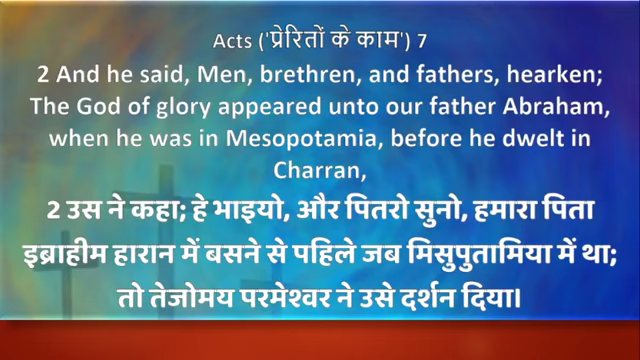 Acts ('प्रेरितों के काम') 7
2 And he said, Men, brethren, and fathers, hearken;
The God of glory appeared unto our father Abraham,
when he was in Mesopotamia, before he dwelt in
Charran,
2 उस ने कहा; हे भाइयो, और पितरो सुनो, हमारा पिता
इब्राहीम हारान में बसने से पहिले जब मिसुपुतामिया में था;
तो तेजोमय परमेश्वर ने उसे दर्शन दिया।